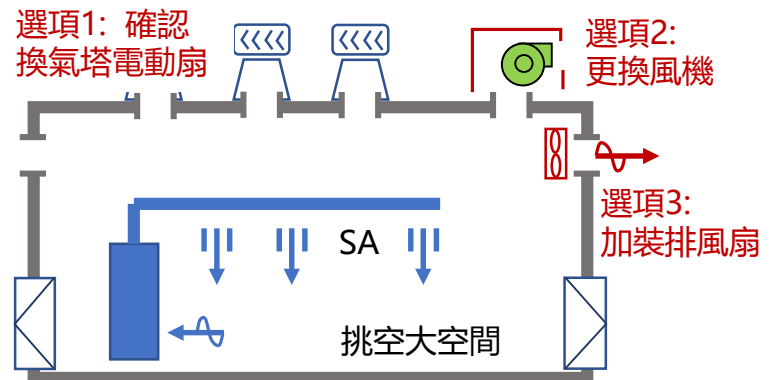 選項1: 確認
換氣塔電動扇
選項2:
更換風機
選項3:
加裝排風扇
SA
挑空大空間